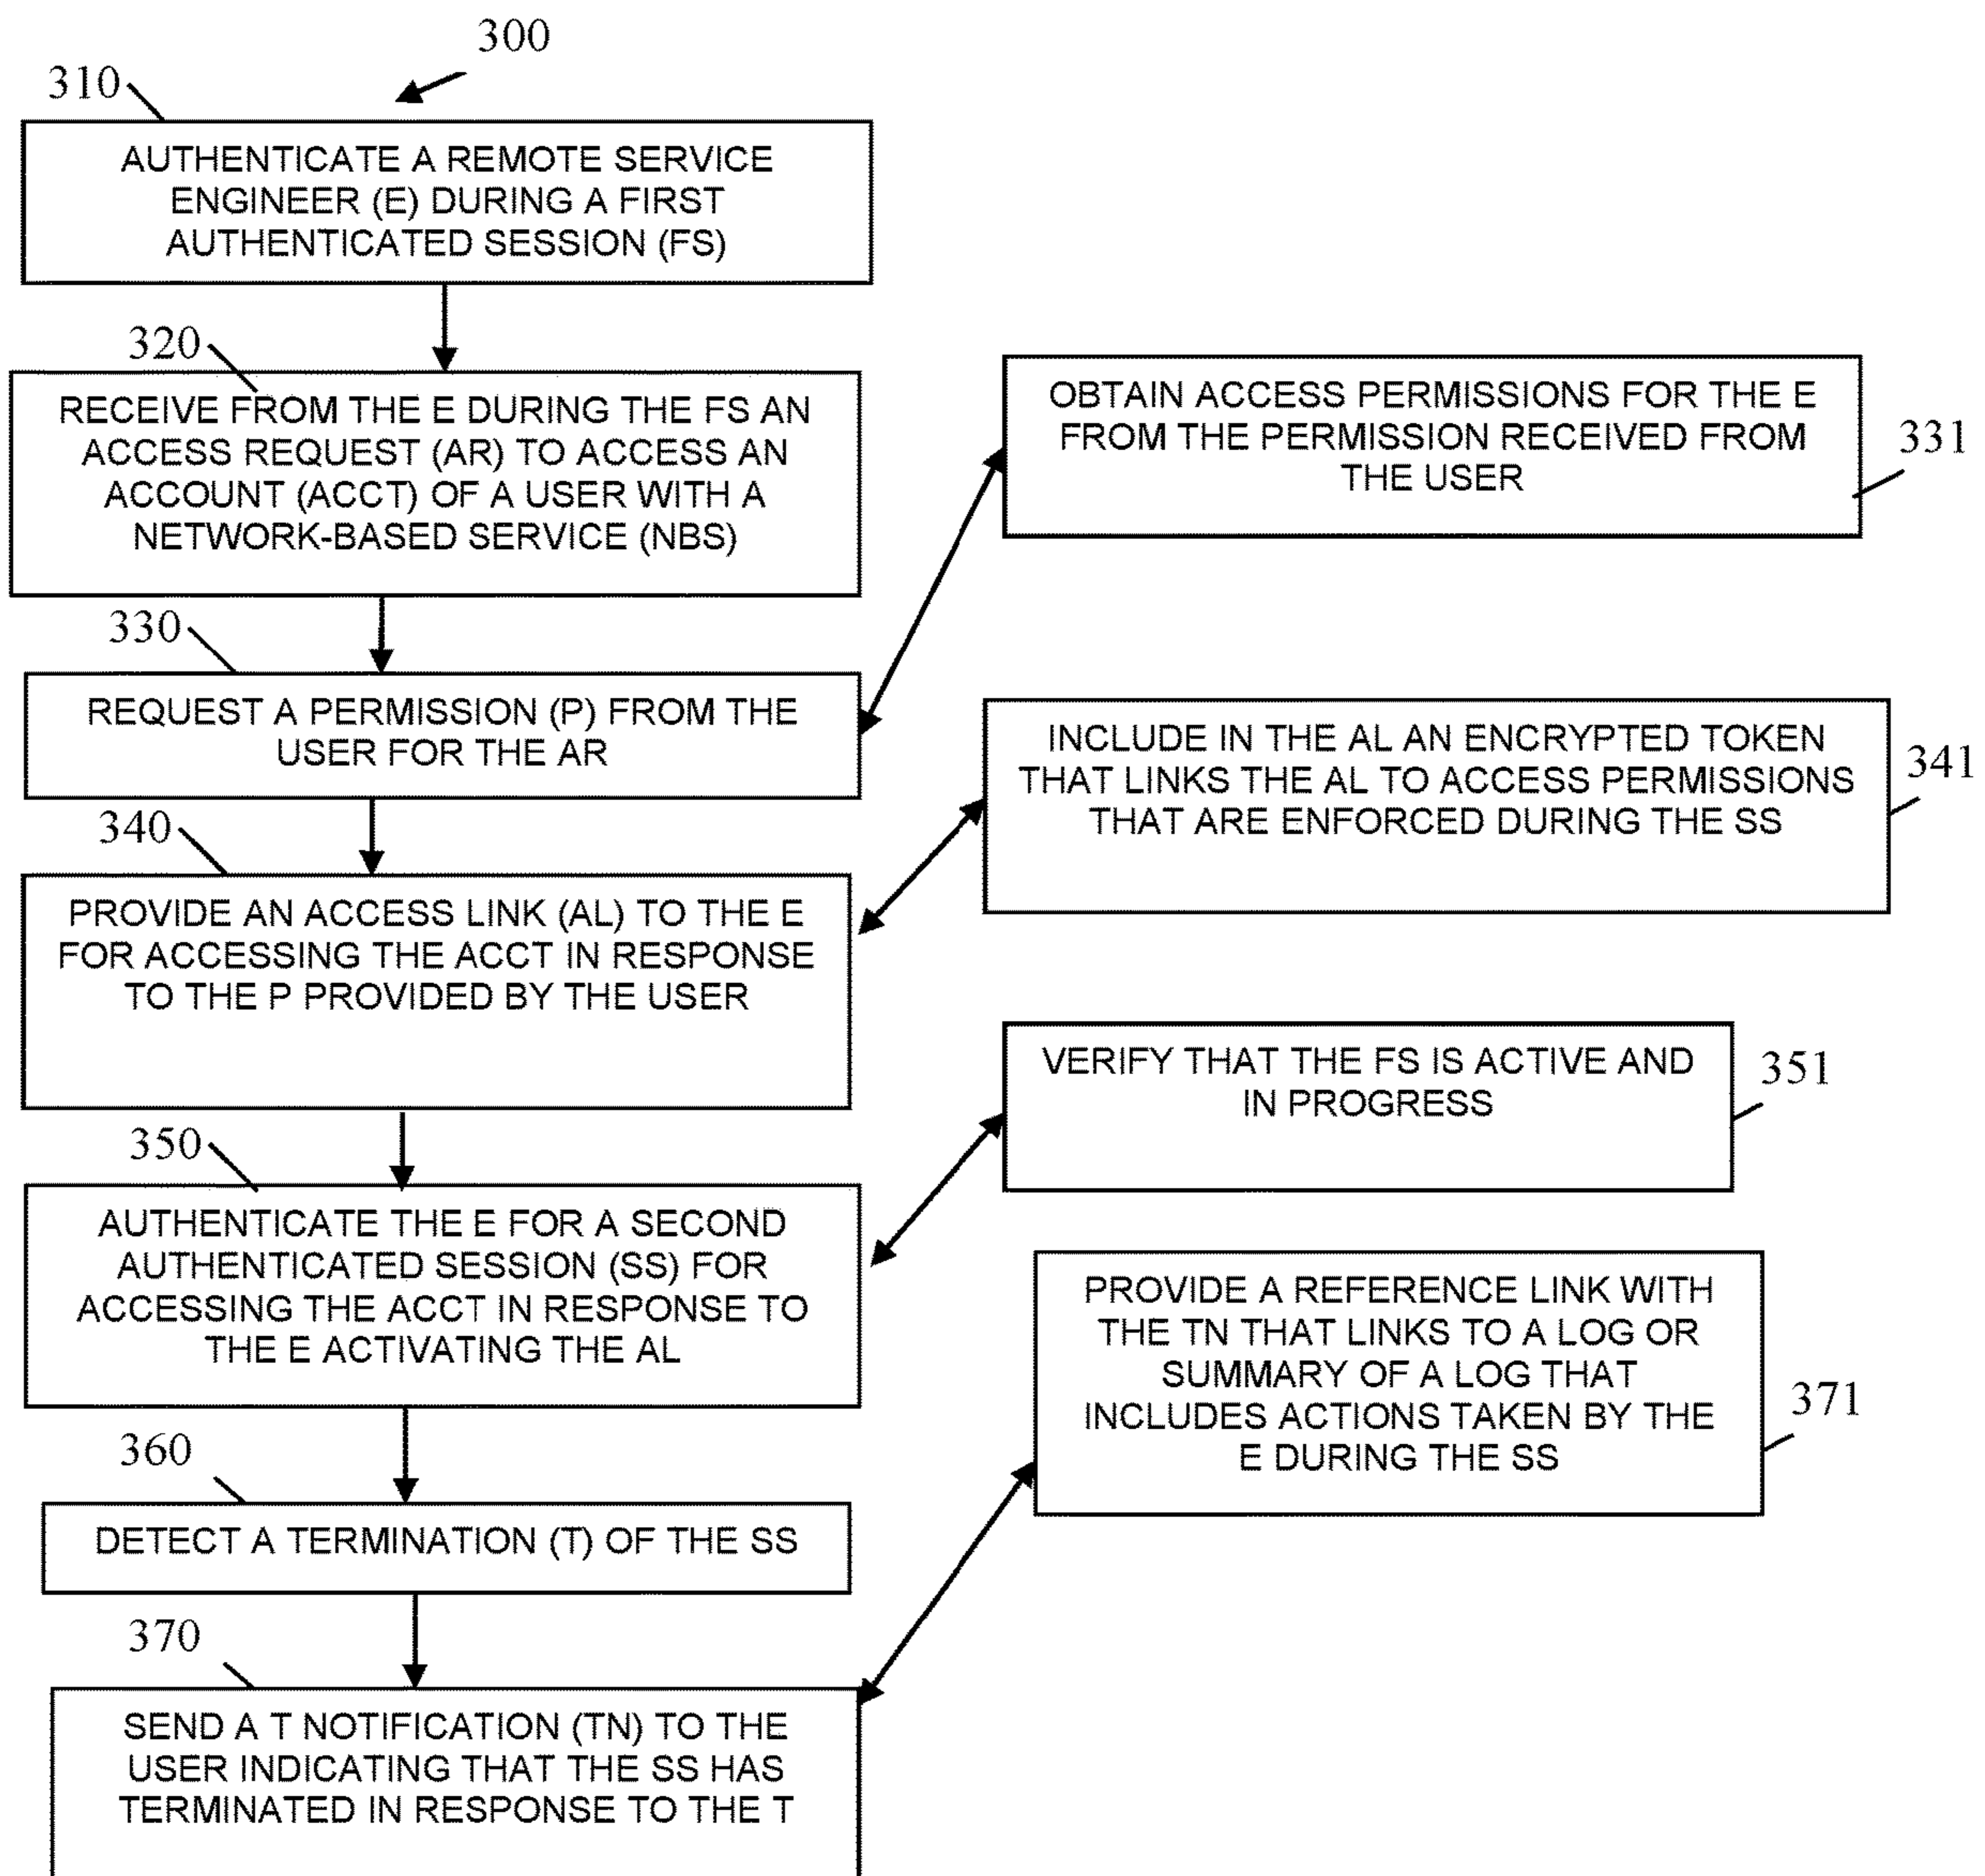 300
310
AUTHENTICATE A REMOTE SERVICE
ENGINEER (E) DURING A FIRST
AUTHENTICATED SESSION (FS)
320
RECEIVE FROM THE E DURING THE FS AN
ACCESS REQUEST (AR) TO ACCESS AN
ACCOUNT (ACCT) OF A USER WITH A
NETWORK-BASED SERVICE (NBS)
OBTAIN ACCESS PERMISSIONS FOR THE E
FROM THE PERMISSION RECEIVED FROM
THE USER
331
330
REQUEST A PERMISSION (P) FROM THE
USER FOR THE AR
INCLUDE IN THE AL AN ENCRYPTED TOKEN
THAT LINKS THE AL TO ACCESS PERMISSIONS
THAT ARE ENFORCED DURING THE SS
341
340
PROVIDE AN ACCESS LINK (AL) TO THE E
FOR ACCESSING THE ACCT IN RESPONSE
TO THE P PROVIDED BY THE USER
VERIFY THAT THE FS IS ACTIVE AND
IN PROGRESS
351
350
AUTHENTICATE THE E FOR A SECOND
AUTHENTICATED SESSION (SS) FOR
ACCESSING THE ACCT IN RESPONSE TO
THE E ACTIVATING THE AL
PROVIDE A REFERENCE LINK WITH
THE TN THAT LINKS TO A LOG OR
SUMMARY OF A LOG THAT
INCLUDES ACTIONS TAKEN BY THE
E DURING THE SS
371
360
DETECT A TERMINATION (T) OF THE SS
370
SEND A T NOTIFICATION (TN) TO THE
USER INDICATING THAT THE SS HAS
TERMINATED IN RESPONSE TO THE T